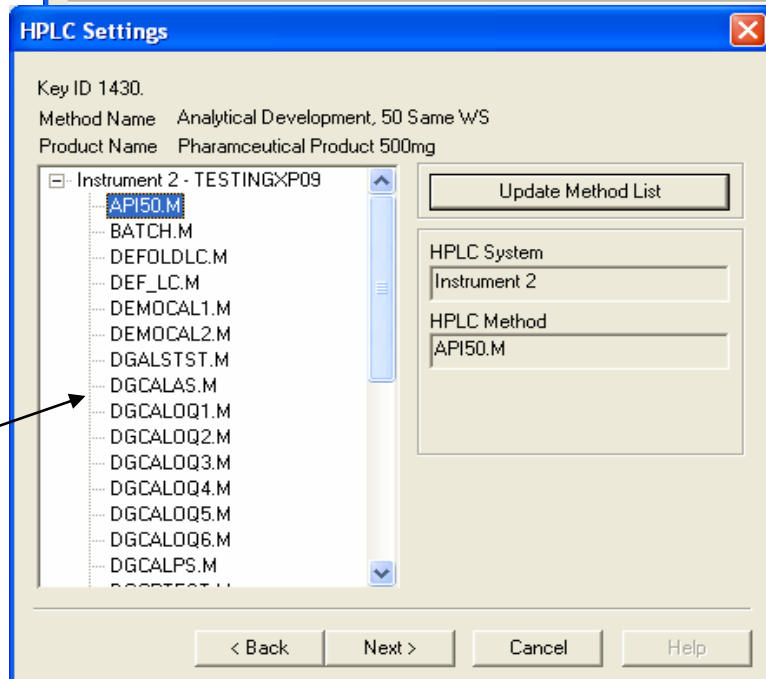 HPLC Settings
Key ID 1430.
Method Name Analytical Development, 50 Same WS
Product Name Pharamceutical Product 500mg
Instrument 2 - TESTINGXP09
API50.M
BATCH.M
DEFOLDLC.M
DEF_LC.M
DEMOCAL1.M
DEMOCAL2.M
DGALSTST.M
DGCALAS.M
DGCALOQ1.M
DGCALOQ2.M
DGCALOQ3.M
DGCALOQ4.M
DGCALOQ5.M
DGCALOQ6.M
DGCALPS.M
Update Method List
HPLC System
Instrument 2
HPLC Method
API50.M
< Back
Next >
Cancel
Help